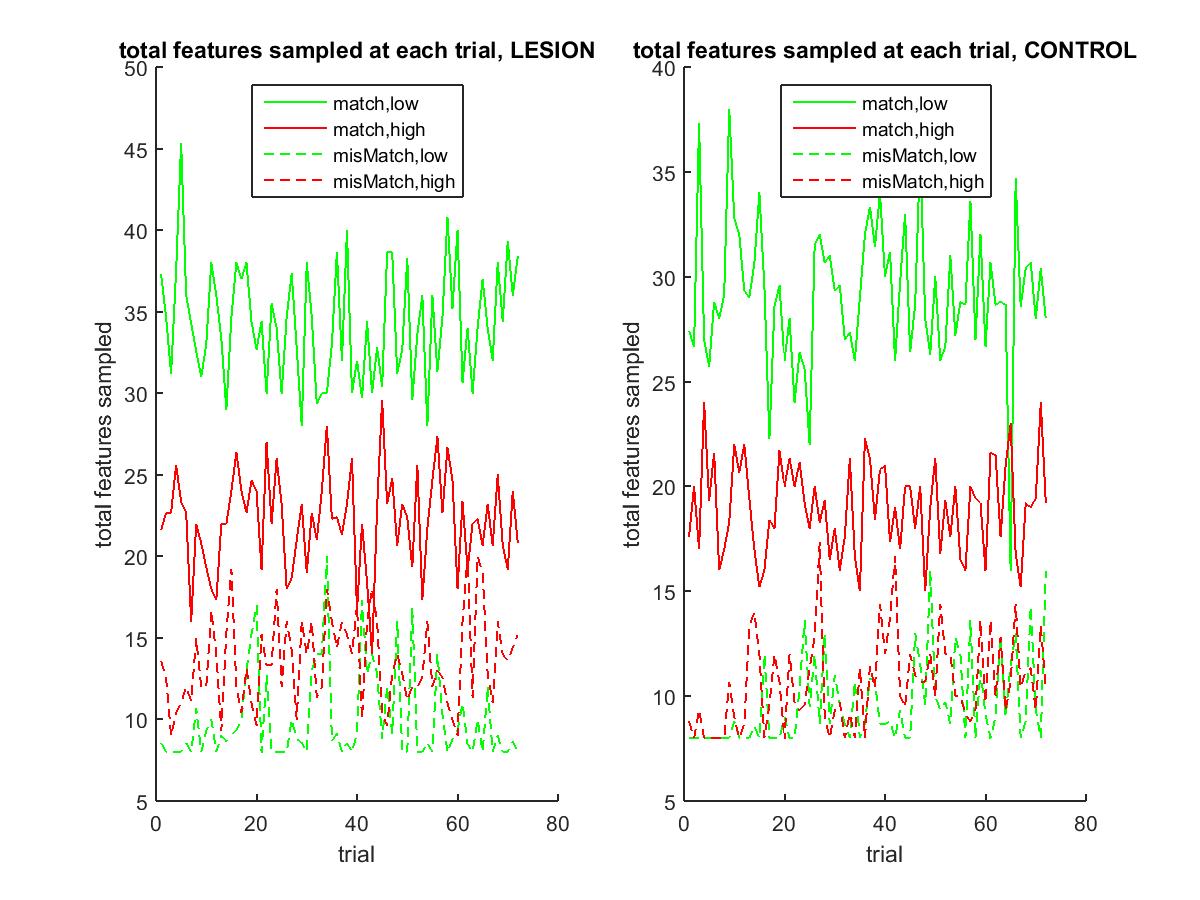 total features sampled at each trial, LESION
50
45
40
35
30
25
20
15
10
5
0
20
40
60
80
total features sampled
trial
match,low
match,high
misMatch,low
misMatch,high
total features sampled at each trial, CONTROL
40
35
30
25
20
15
10
5
0
20
40
60
80
total features sampled
trial
match,low
match,high
misMatch,low
misMatch,high